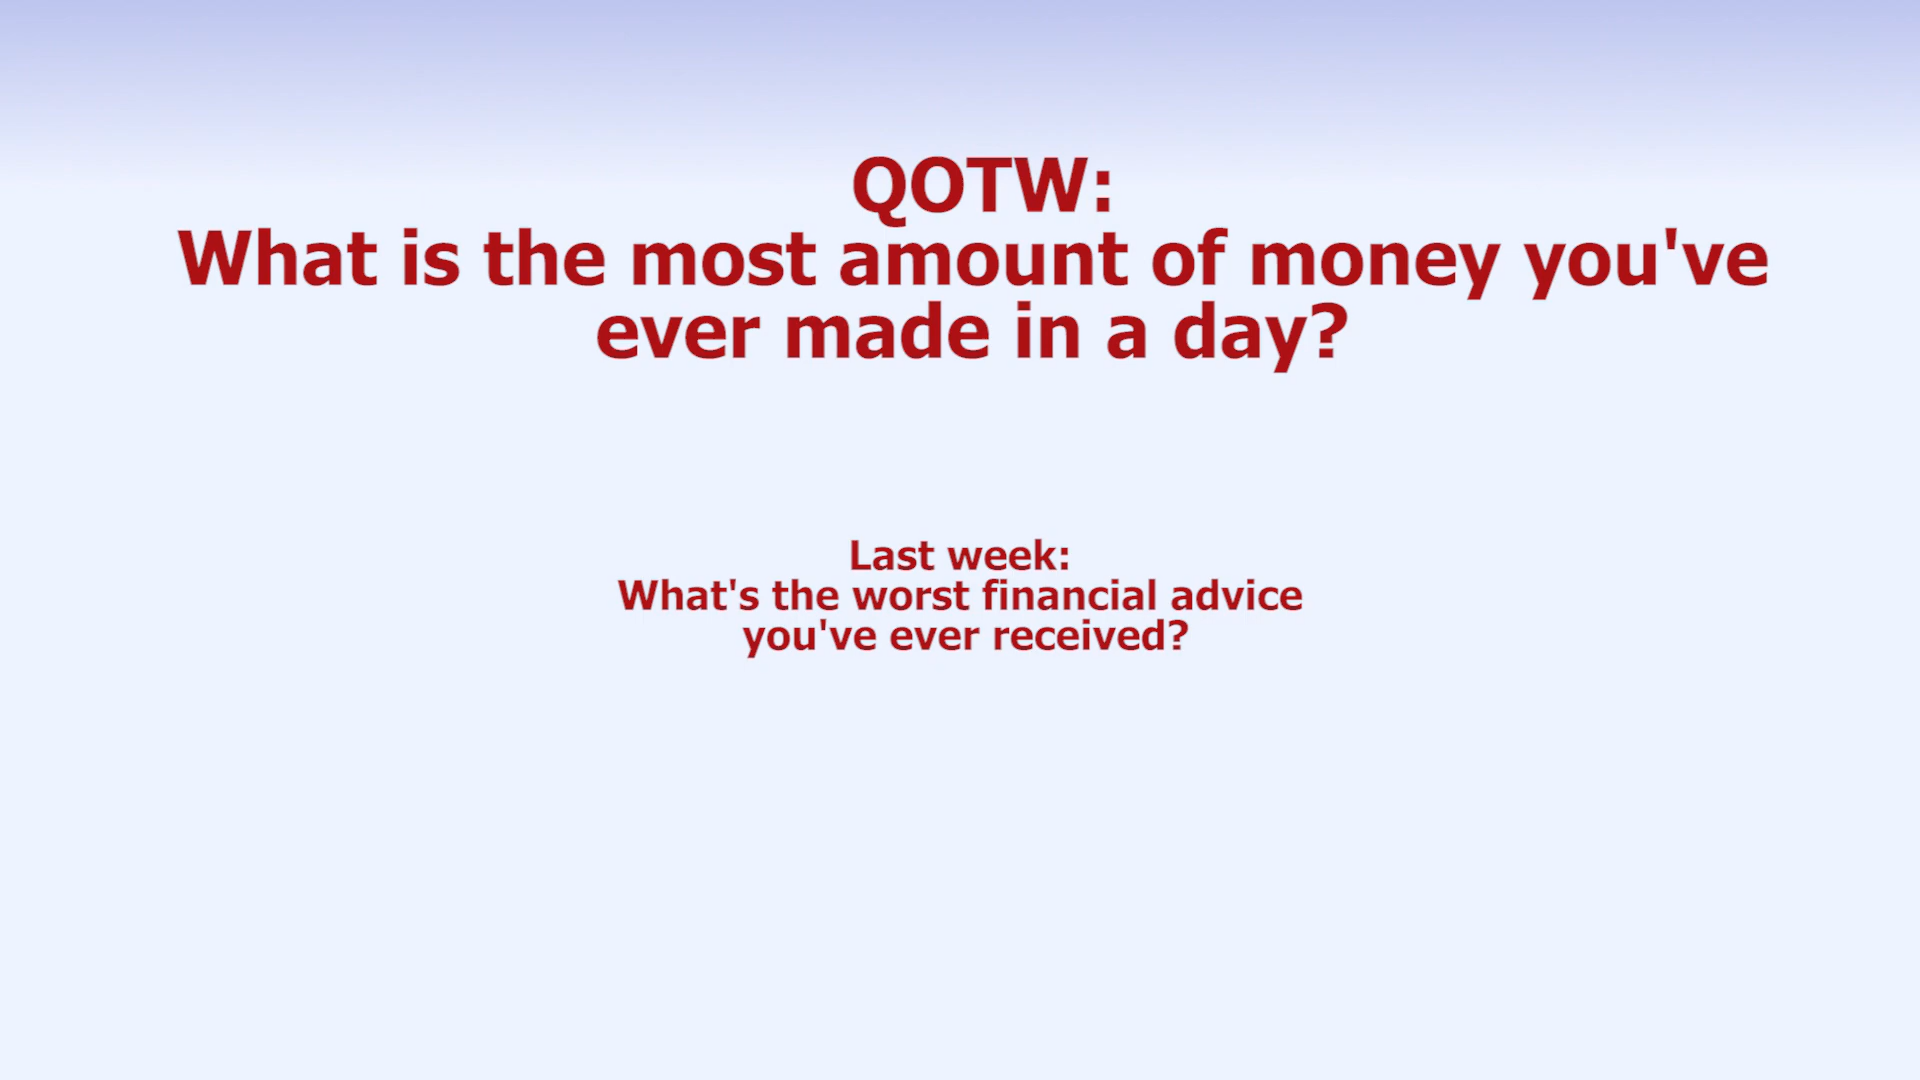 QOTW:
What is the most amount of money you've
ever made in a day?
Last week:
What's the worst financial advice
you've ever received?